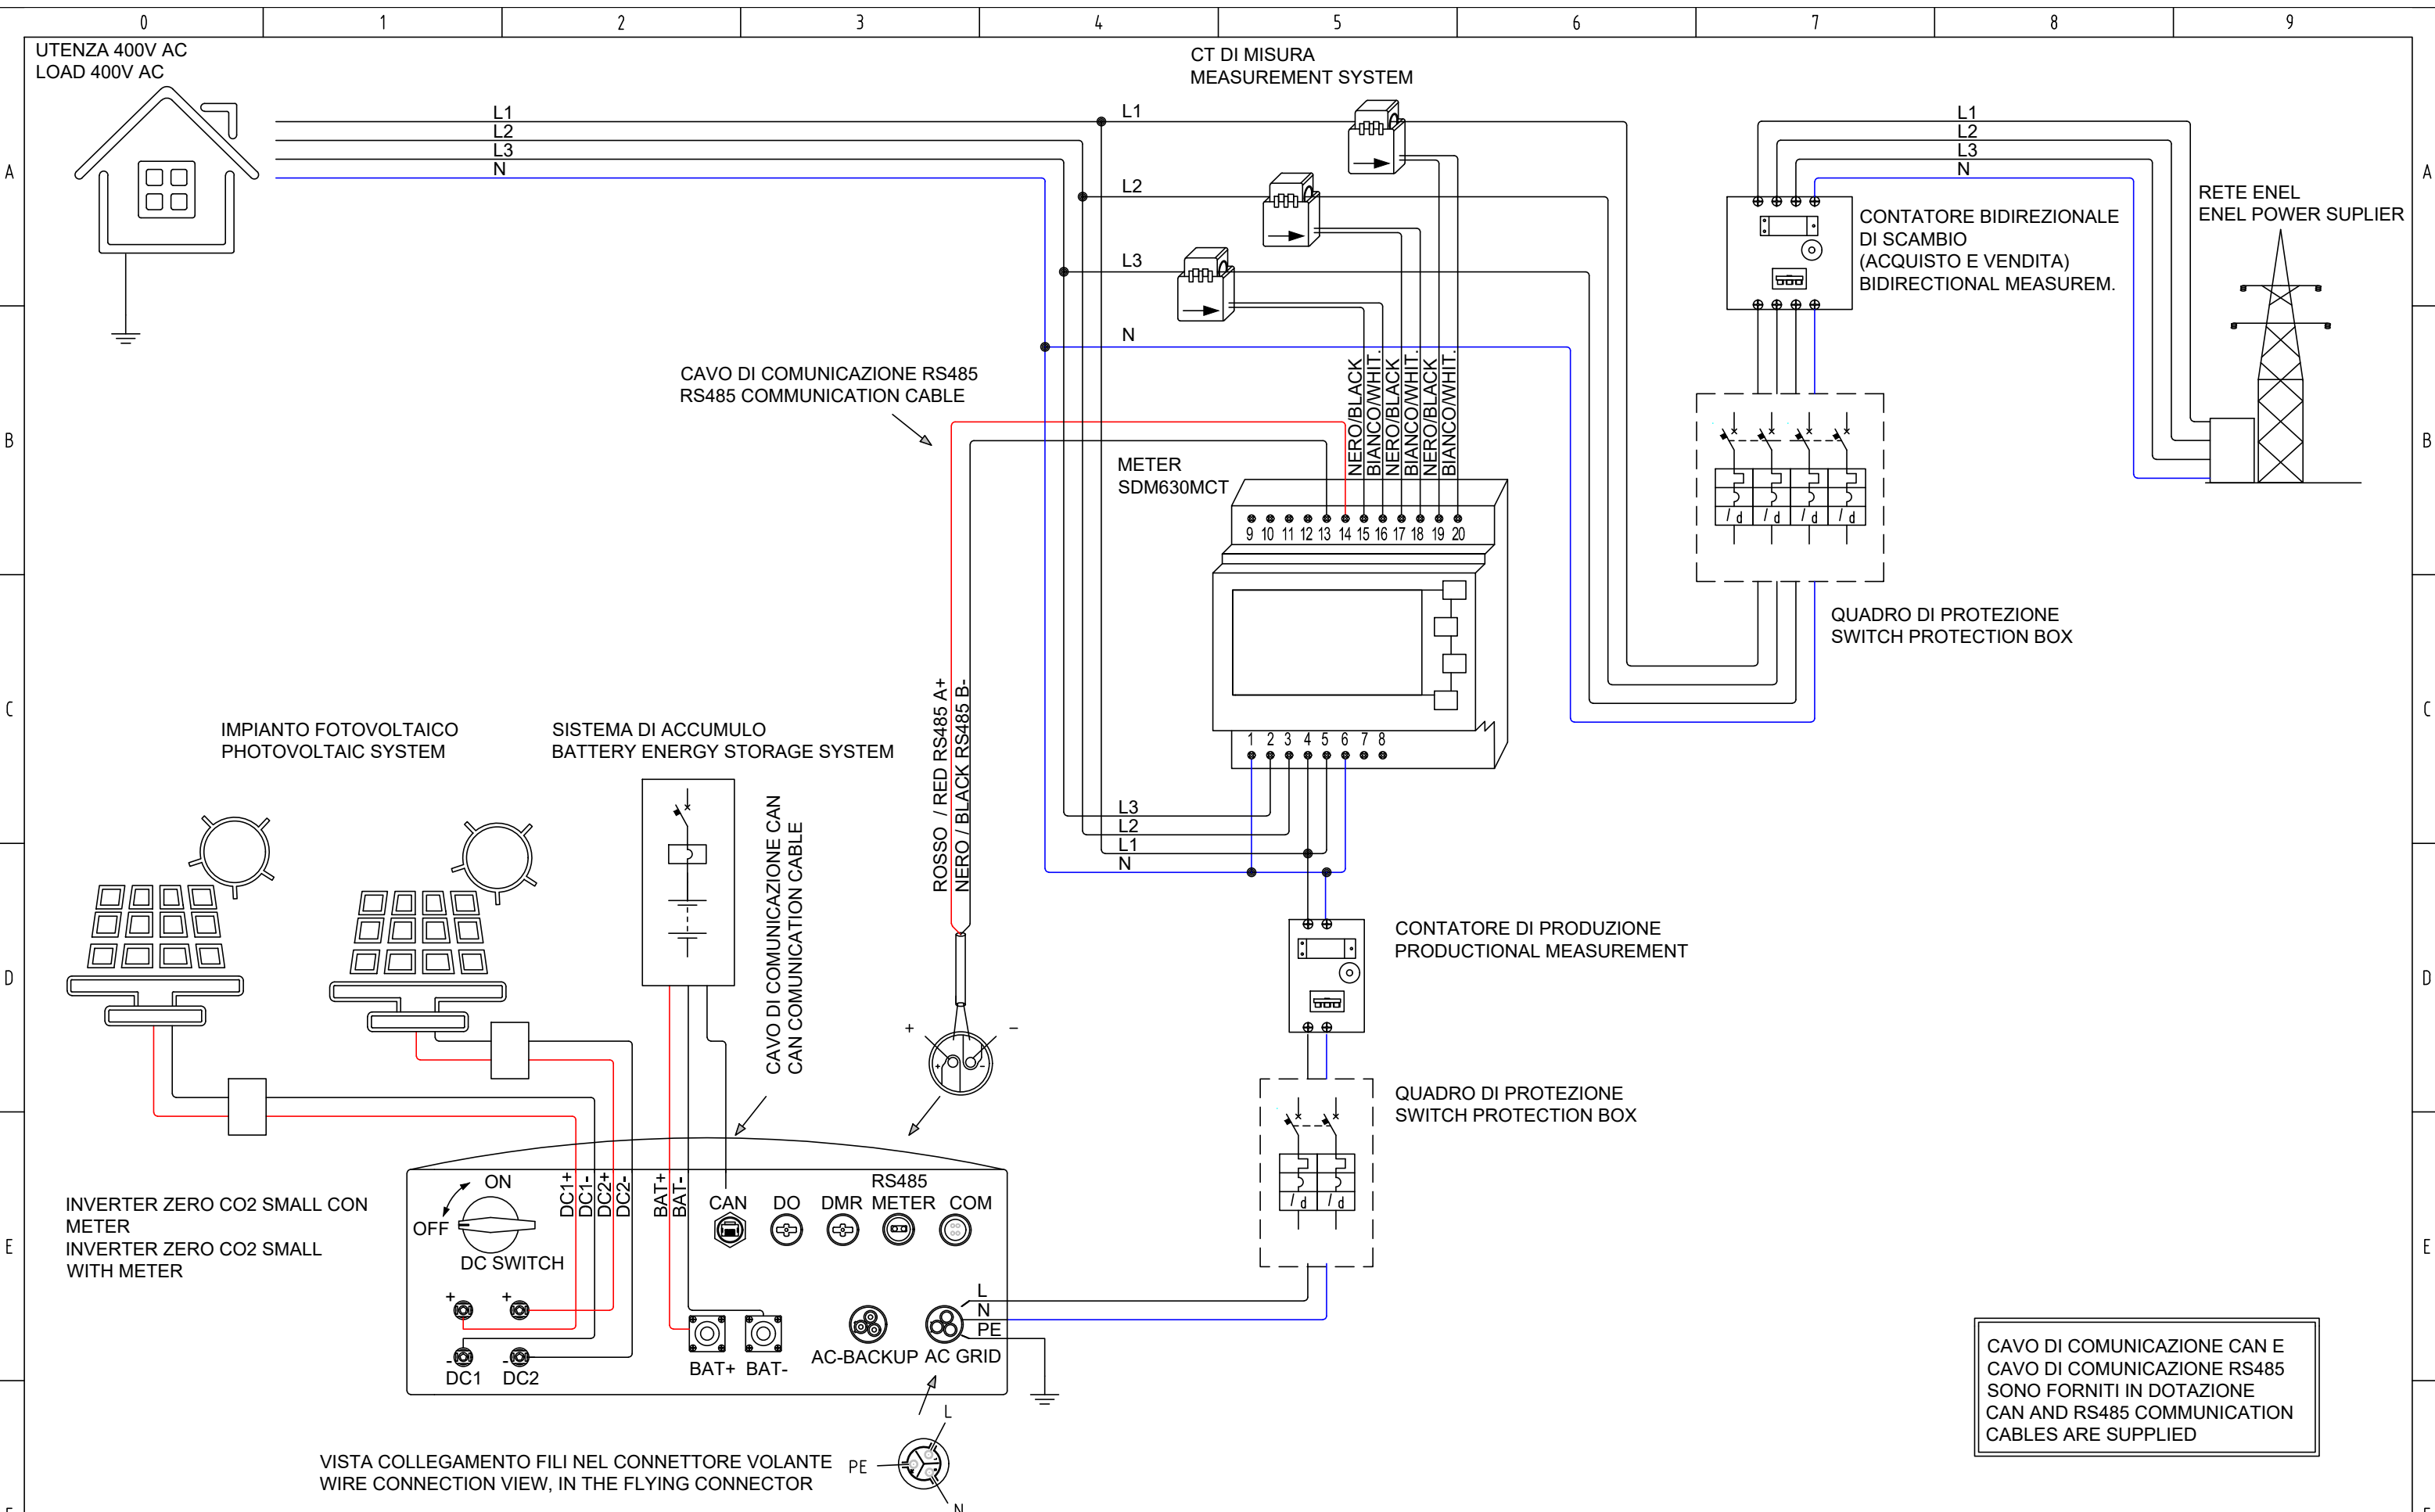 0 1 2 3 4 5 6 7 8 9
UTENZA 400V AC
LOAD 400V AC
CT DI MISURA
MEASUREMENT SYSTEM
L1
L2
L3
N
L1
L2
L3
N
L1
L2
L3
N
A
A
RETE ENEL
ENEL POWER SUPLIER
CONTATORE BIDIREZIONALE
DI SCAMBIO
(ACQUISTO E VENDITA)
BIDIRECTIONAL MEASUREM.
CAVO DI COMUNICAZIONE RS485
RS485 COMMUNICATION CABLE
NERO/BLACK
BIANCO/WHIT.
NERO/BLACK
BIANCO/WHIT.
NERO/BLACK
BIANCO/WHIT.
B
B
METER
SDM630MCT
9 10 11 12 13 14 15 16 17 18 19 20
I d I d I d I d
QUADRO DI PROTEZIONE
SWITCH PROTECTION BOX
C
C
ROSSO / RED RS485 A+
NERO / BLACK RS485 B-
IMPIANTO FOTOVOLTAICO
PHOTOVOLTAIC SYSTEM
SISTEMA DI ACCUMULO
BATTERY ENERGY STORAGE SYSTEM
1 2 3 4 5 6 7 8
L3
L2
L1
N
CAVO DI COMUNICAZIONE CAN
CAN COMUNICATION CABLE
CONTATORE DI PRODUZIONE
PRODUCTIONAL MEASUREMENT
D
D
+ -
+ -
QUADRO DI PROTEZIONE
SWITCH PROTECTION BOX
I d I d
INVERTER ZERO CO2 SMALL CON
METER
INVERTER ZERO CO2 SMALL
WITH METER
E
E
ON
OFF
DC SWITCH
DC1+
DC1-
DC2+
DC2-
BAT+
BAT-
RS485
CAN DO DMR METER COM
+ +
- -
DC1 DC2
BAT+ BAT-
AC-BACKUP AC GRID
L
N
PE
CAVO DI COMUNICAZIONE CAN E
CAVO DI COMUNICAZIONE RS485
SONO FORNITI IN DOTAZIONE
CAN AND RS485 COMMUNICATION
CABLES ARE SUPPLIED
VISTA COLLEGAMENTO FILI NEL CONNETTORE VOLANTE
WIRE CONNECTION VIEW, IN THE FLYING CONNECTOR
L
PE
N